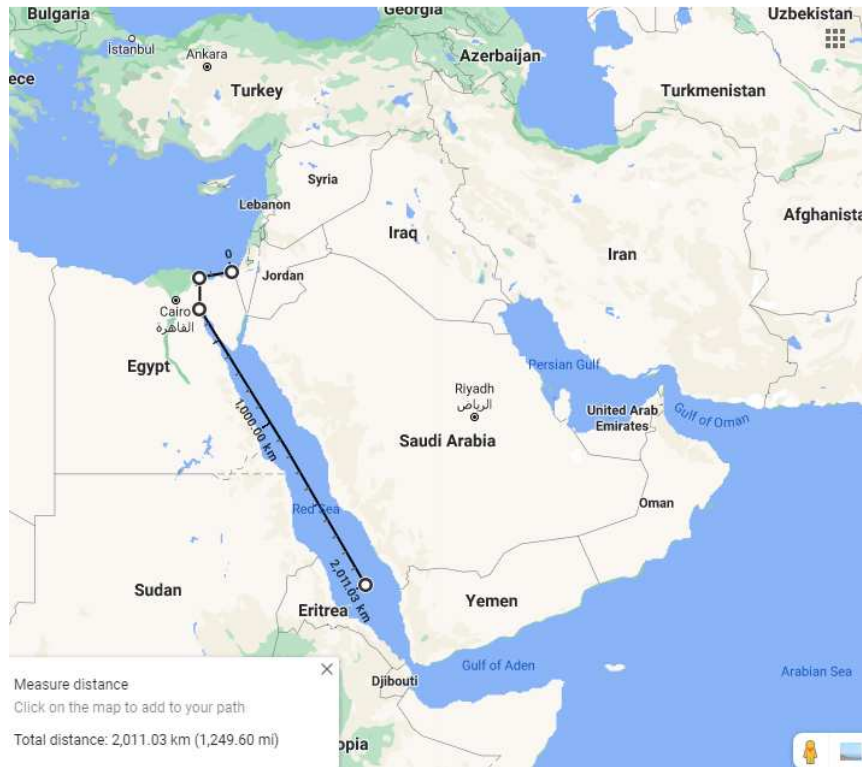 Bulgaria
Georgia
Uzbekistan
İstanbul
Ankara
Azerbaijan
ece
Turkey
Turkmenistan
Syria
Lebanon
Afghanista
Iraq
Iran
0
Jordan
Cairo
القاهرة
Egypt
Persian Gulf
Riyadh
الرياض
United Arab
Emirates
Gulf of Oman
1,000.00 km
Saudi Arabia
Oman
Red Sea
2,011.03 km
Sudan
Eritrea
Yemen
Gulf of Aden
Arabian Sea
Djibouti
opia
Measure distance
Click on the map to add to your path
Total distance: 2,011.03 km (1,249.60 mi)